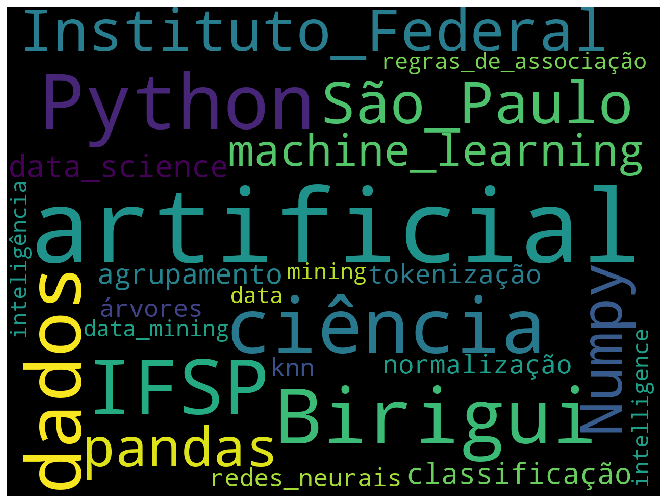 Instituto_Federal
regras_de_associação
Python
São_Paulo
machine_learning
data_science
inteligência
artificial
agrupamento
mining
tokenização
dados
data
árvores
ciência
Numpy
data_mining
intelligence
IFSP
knn
normalização
Birigui
pandas
redes_neurais
classificação